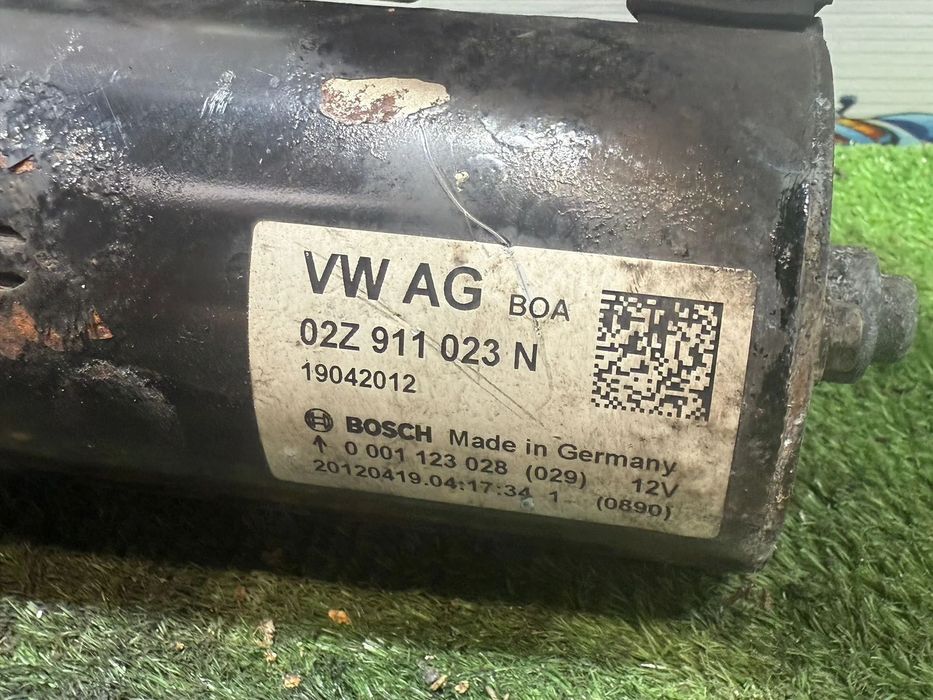 VW AG BOA
02Z 911 023 N
19042012
BOSCH Made in Germany
↑ 0 001 123 028 (029) 12V
20120419.04:17:34 1 (0890)